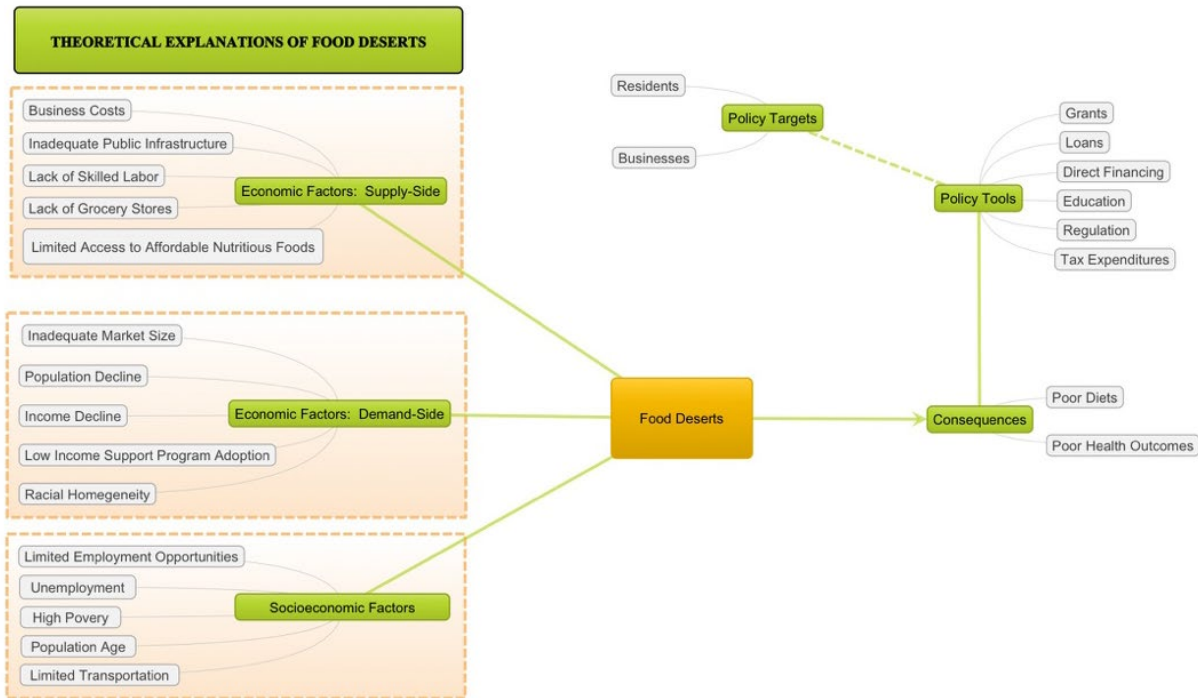 THEORETICAL EXPLANATIONS OF FOOD DESERTS
Business Costs
Inadequate Public Infrastructure
Lack of Skilled Labor
Lack of Grocery Stores
Limited Access to Affordable Nutritious Foods
Economic Factors: Supply-Side
Inadequate Market Size
Population Decline
Income Decline
Low Income Support Program Adoption
Racial Homegeneity
Economic Factors: Demand-Side
Limited Employment Opportunities
Unemployment
High Povery
Population Age
Limited Transportation
Socioeconomic Factors
Food Deserts
Residents
Businesses
Policy Targets
Policy Tools
Grants
Loans
Direct Financing
Education
Regulation
Tax Expenditures
Consequences
Poor Diets
Poor Health Outcomes